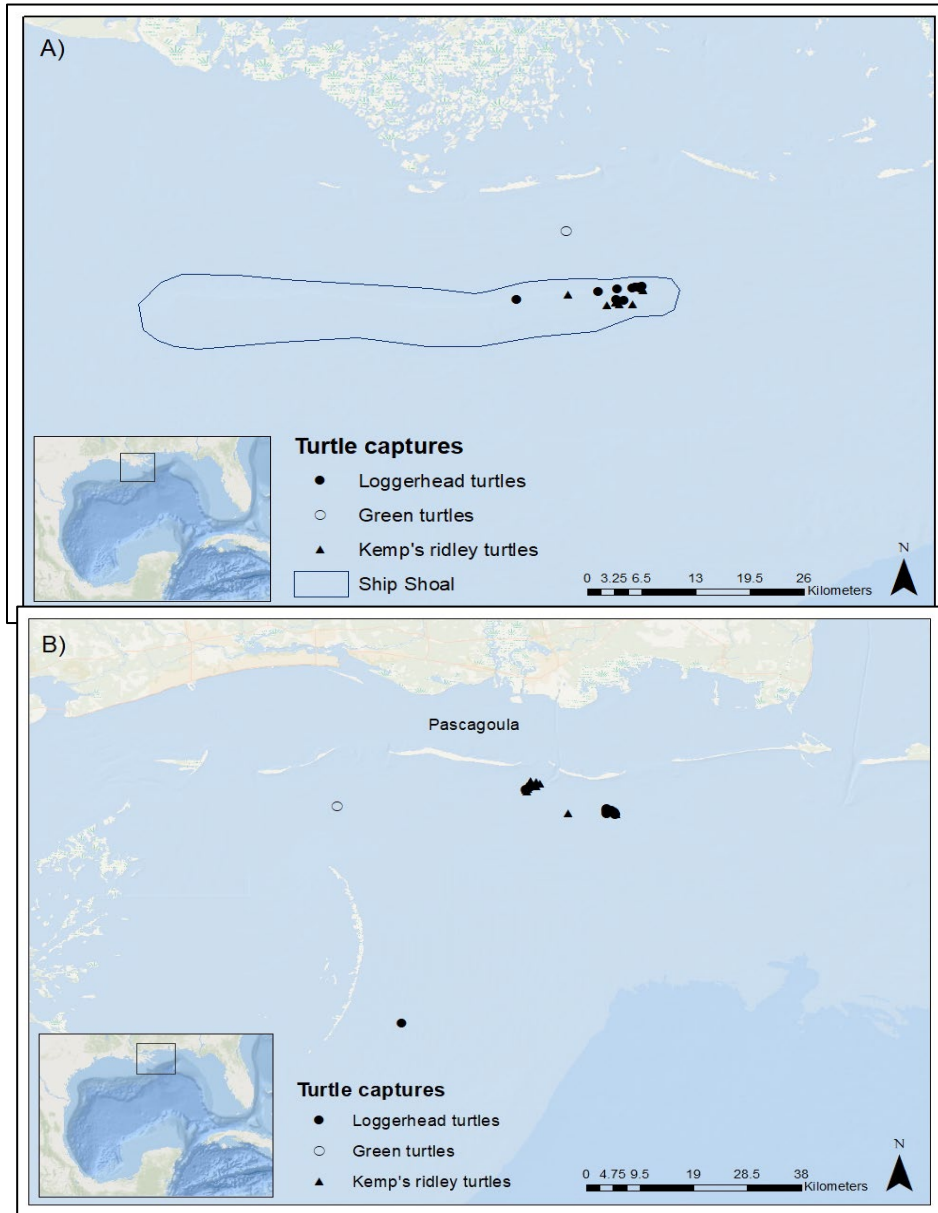 A)
Turtle captures
Loggerhead turtles
Green turtles
Kemp's ridley turtles
Ship Shoal
N
0 3.25 6.5 13 19.5 26
Kilometers
B)
Pascagoula
Turtle captures
Loggerhead turtles
Green turtles
Kemp's ridley turtles
N
0 4.75 9.5 19 28.5 38
Kilometers